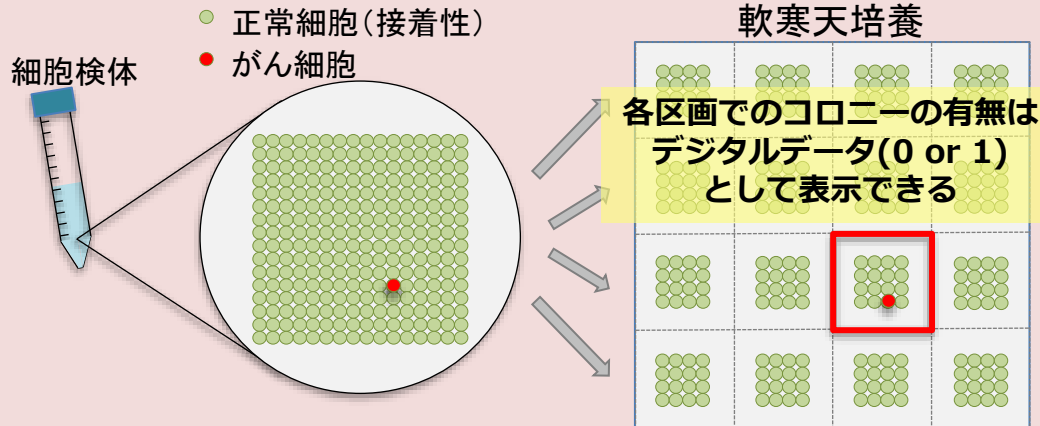 正常細胞（接着性）
がん細胞
細胞検体
軟寒天培養
各区画でのコロニーの有無は
デジタルデータ(0 or 1)
として表示できる